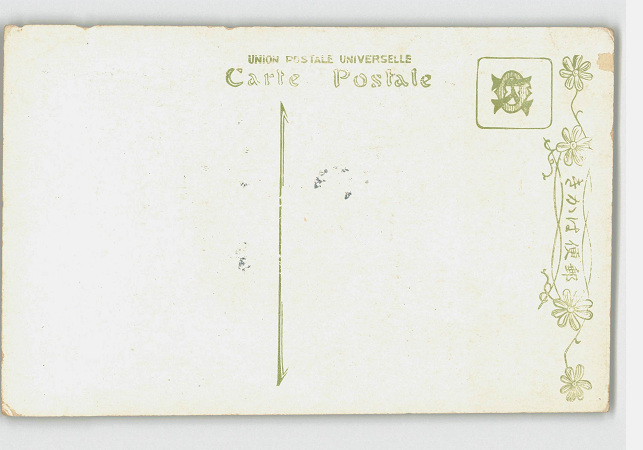 UNION POSTALE UNIVERSELLE
Carte Postale
きかは便郵